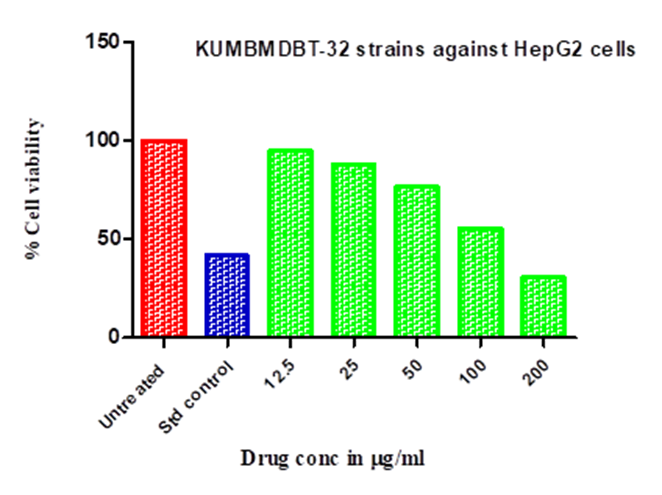 KUMBMDBT-32 strains against HepG2 cells
150
100
50
0
% Cell viability
Untreated
Std control
12.5
25
50
100
200
Drug conc in µg/ml